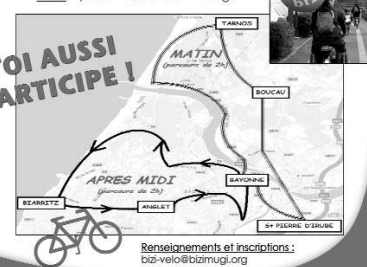 TOI AUSSI
PARTICIPE !
TARNOS
MATIN
(parcours de 2h)
BOUCAU
APRES MIDI
(parcours de 2h)
BAYONNE
BIARRITZ
ANGLET
St PIERRE D'IRUBE
Renseignements et inscriptions :
bizi-velo@bizimugi.org